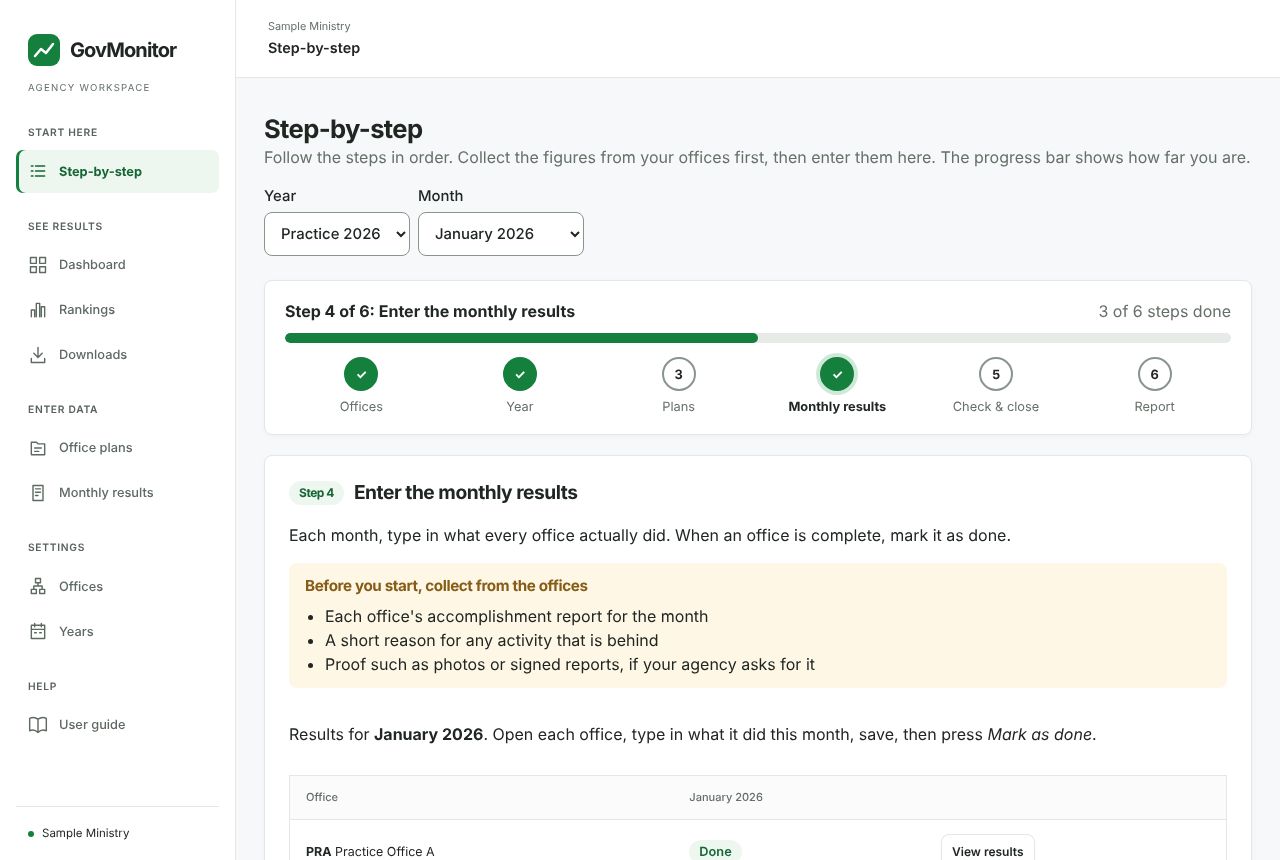 GovMonitor
AGENCY WORKSPACE
START HERE
Step-by-step
SEE RESULTS
Dashboard
Rankings
Downloads
ENTER DATA
Office plans
Monthly results
SETTINGS
Offices
Years
HELP
User guide
Sample Ministry
Sample Ministry
Step-by-step
Step-by-step
Follow the steps in order. Collect the figures from your offices first, then enter them here. The progress bar shows how far you are.
Year Month
Practice 2026 January 2026
Step 4 of 6: Enter the monthly results 3 of 6 steps done
3 5 6
Offices Year Plans Monthly results Check & close Report
Step 4 Enter the monthly results
Each month, type in what every office actually did. When an office is complete, mark it as done.
Before you start, collect from the offices
• Each office's accomplishment report for the month
• A short reason for any activity that is behind
• Proof such as photos or signed reports, if your agency asks for it
Results for January 2026. Open each office, type in what it did this month, save, then press Mark as done.
Office January 2026
PRA Practice Office A Done View results